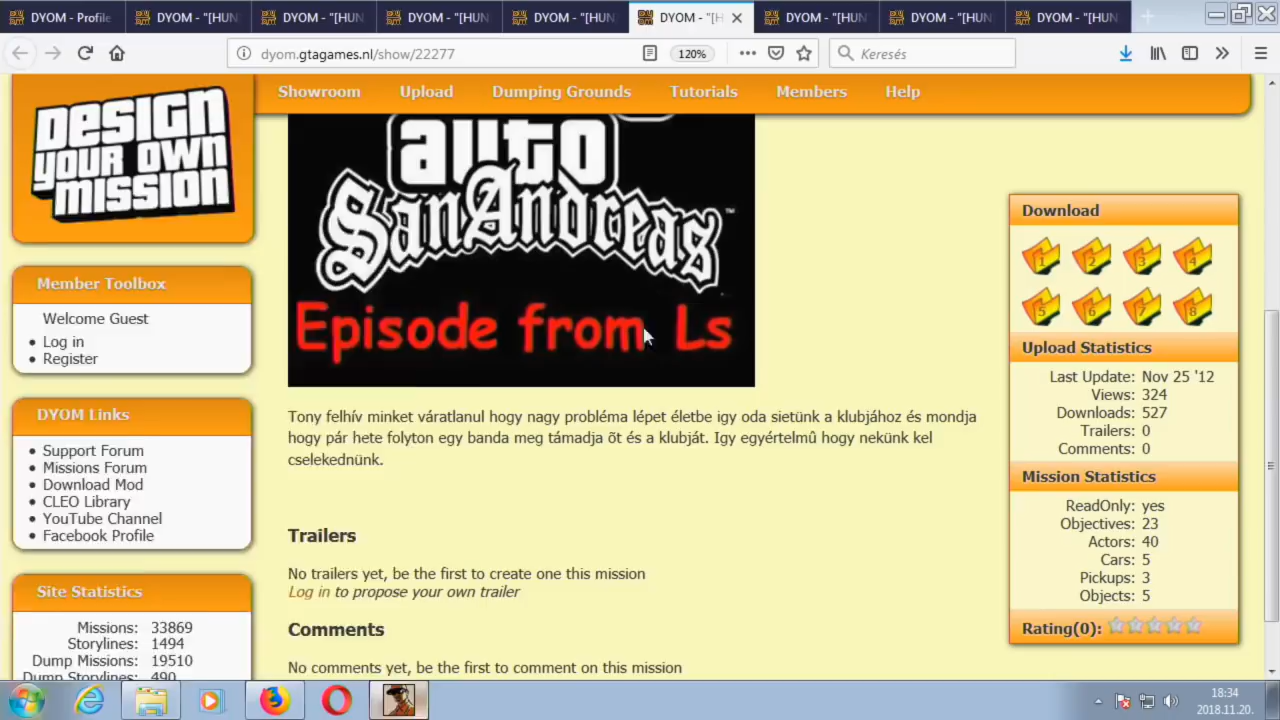 DYOM - Profile
DYOM - "[HUN
DYOM - "[HUN
DYOM - "[HUN
DYOM - "[HUN
DYOM - "[H
DYOM - "[HUN
DYOM - "[HUN
DYOM - "[HUN
dyom.gtagames.nl/show/22277
120%
Keresés
DESIGN
YOUR OWN
MISSION
Showroom Upload Dumping Grounds Tutorials Members Help
auto
SanAndreas
™
Episode from Ls
Member Toolbox
Welcome Guest
Log in
Register
DYOM Links
Support Forum
Missions Forum
Download Mod
CLEO Library
YouTube Channel
Facebook Profile
Site Statistics
Missions: 33869
Storylines: 1494
Dump Missions: 19510
Dump Storylines: 490
Tony felhív minket váratlanul hogy nagy probléma lépet életbe igy oda sietünk a klubjához és mondja
hogy pár hete folyton egy banda meg támadja õt és a klubját. Igy egyértelmû hogy nekünk kel
cselekednünk.
Trailers
No trailers yet, be the first to create one this mission
Log in to propose your own trailer
Comments
No comments yet, be the first to comment on this mission
Download
1 2 3 4
5 6 7 8
Upload Statistics
Last Update: Nov 25 '12
Views: 324
Downloads: 527
Trailers: 0
Comments: 0
Mission Statistics
ReadOnly: yes
Objectives: 23
Actors: 40
Cars: 5
Pickups: 3
Objects: 5
Rating(0):
18:34
2018.11.20.